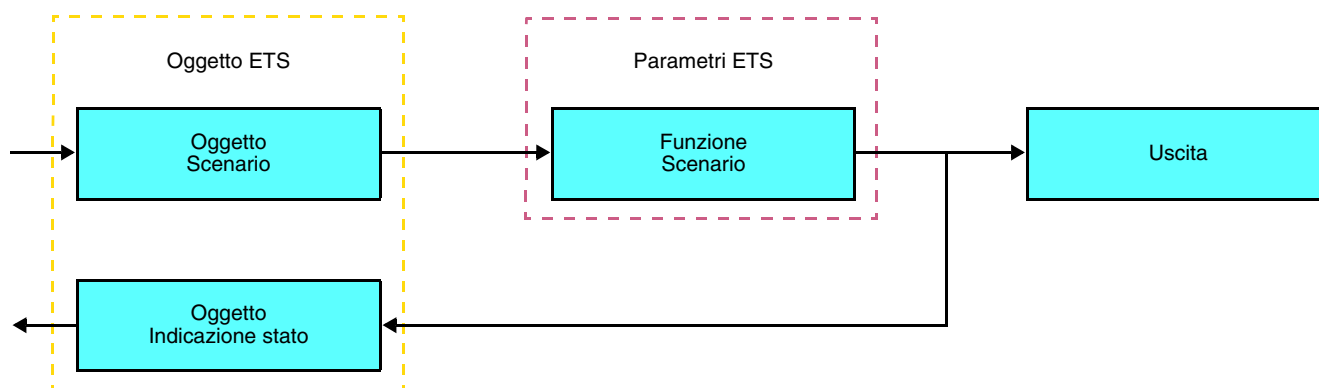 Oggetto ETS
Parametri ETS
Oggetto
Scenario
Funzione
Scenario
Uscita
Oggetto
Indicazione stato